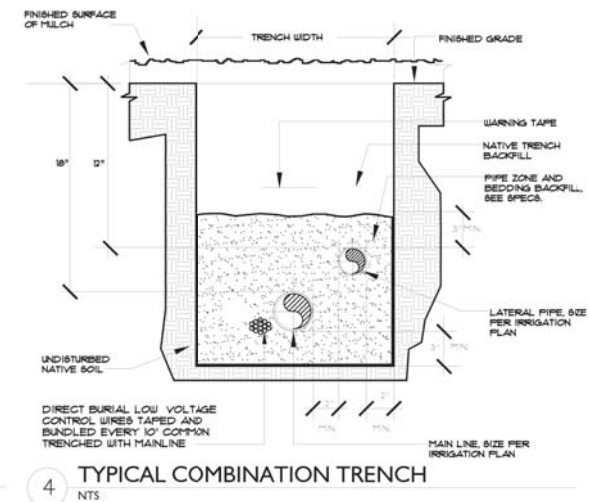 FINISHED SURFACE
OF MULCH
TRENCH WIDTH
FINISHED GRADE
WARNING TAPE
NATIVE TRENCH
BACKFILL
18"
12"
PIPE ZONE AND
BEDDING BACKFILL,
SEE SPECS.
3" MIN.
LATERAL PIPE, SIZE
PER IRRIGATION
PLAN
3" MIN.
UNDISTURBED
NATIVE SOIL
2"
MIN.
2"
MIN.
DIRECT BURIAL LOW VOLTAGE
CONTROL WIRES TAPED AND
BUNDLED EVERY 10' COMMON
TRENCHED WITH MAINLINE
MAIN LINE, SIZE PER
IRRIGATION PLAN
4 TYPICAL COMBINATION TRENCH
NTS